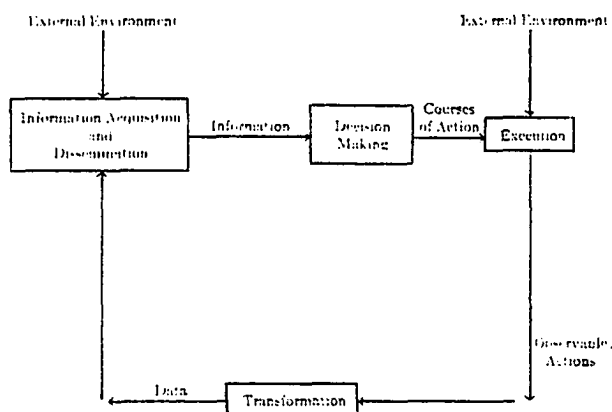 External Environment
External Environment
Information Acquisition
and
Dissemination
Information
Decision
Making
Courses
of Action
Execution
Observable
Actions
Data
Transformation